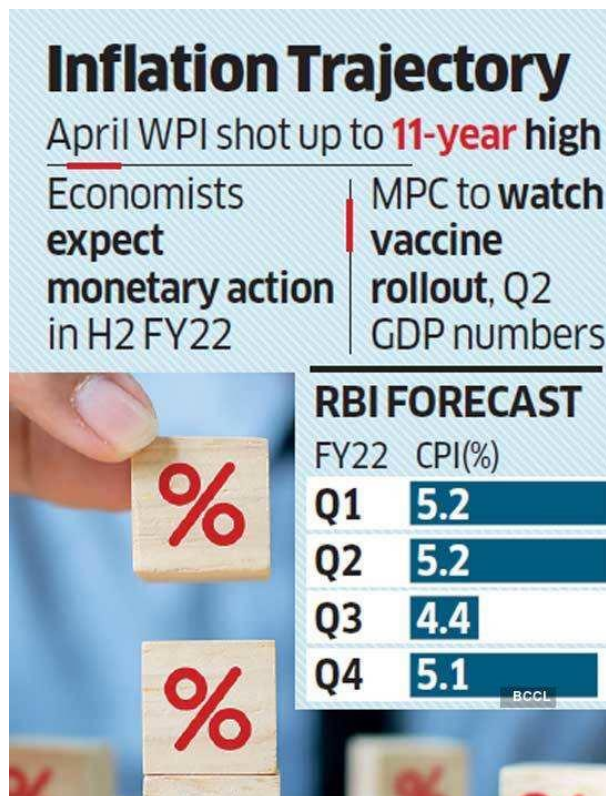 Inflation Trajectory
April WPI shot up to 11-year high
Economists
expect
monetary action
in H2 FY22
MPC to watch
vaccine
rollout, Q2
GDP numbers
RBI FORECAST
FY22 CPI(%)
Q1 5.2
Q2 5.2
Q3 4.4
Q4 5.1
BCCL
%
%
%
%